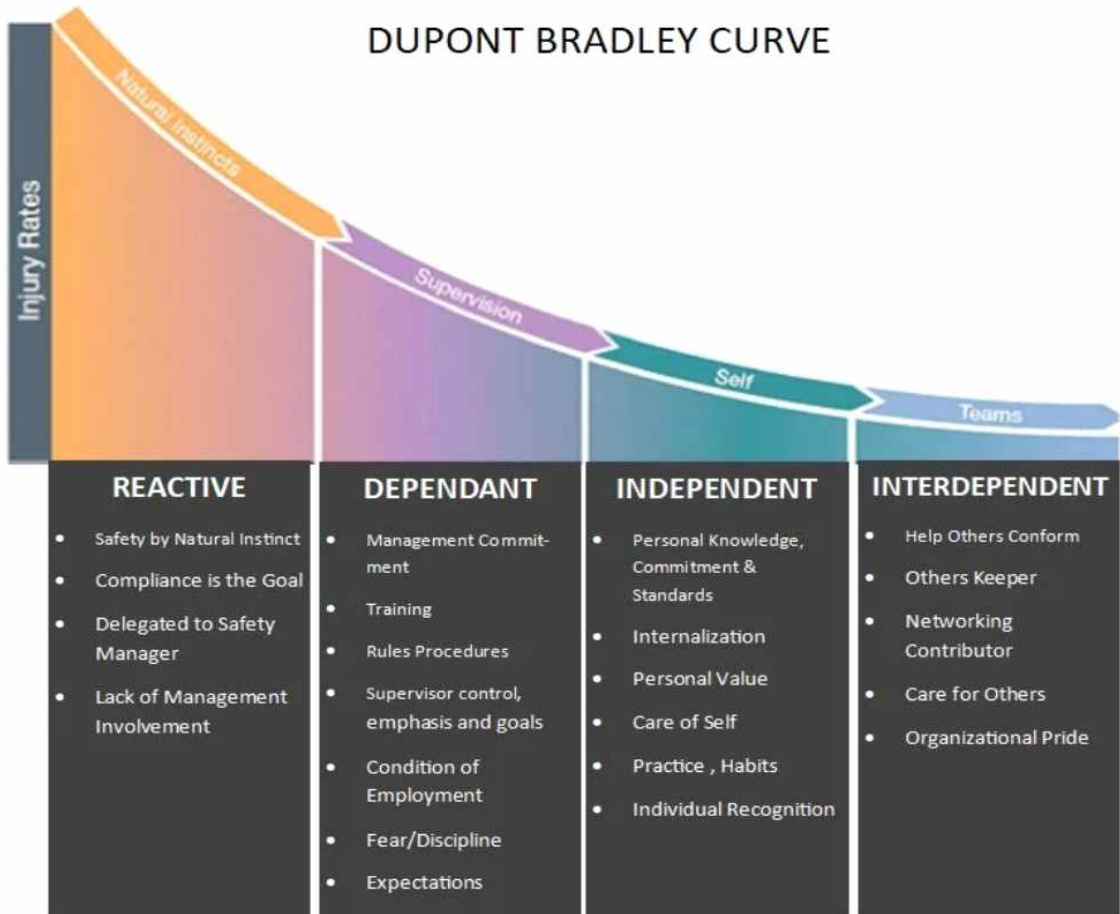 DUPONT BRADLEY CURVE
Injury Rates
Natural Instincts
Supervision
Self
Teams
REACTIVE
• Safety by Natural Instinct
• Compliance is the Goal
• Delegated to Safety
Manager
• Lack of Management
Involvement
DEPENDANT
• Management Commit-
ment
• Training
• Rules Procedures
• Supervisor control,
emphasis and goals
• Condition of
Employment
• Fear/Discipline
• Expectations
INDEPENDENT
• Personal Knowledge,
Commitment &
Standards
• Internalization
• Personal Value
• Care of Self
• Practice , Habits
• Individual Recognition
INTERDEPENDENT
• Help Others Conform
• Others Keeper
• Networking
Contributor
• Care for Others
• Organizational Pride